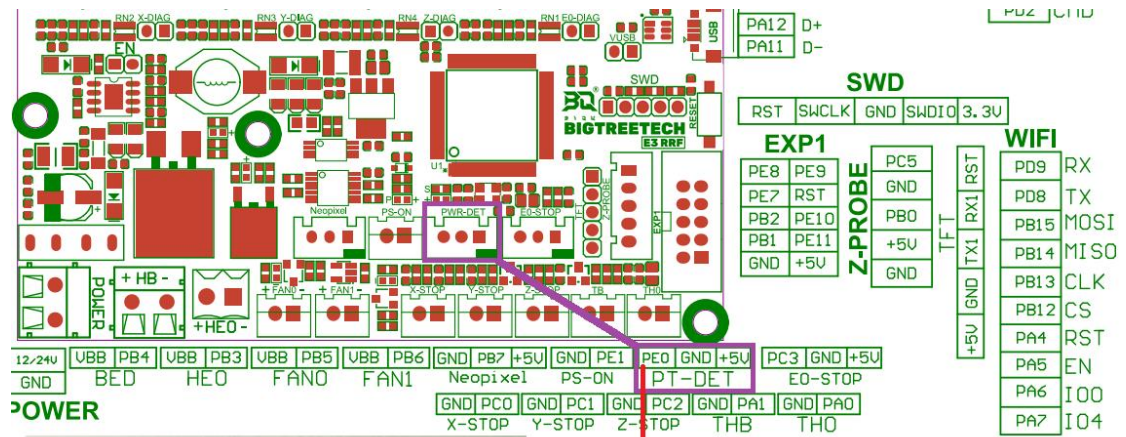 RN2 X-DIAG RN3 Y-DIAG RN4 Z-DIAG RN1 E0-DIAG
EN
VUSB
USB
SWD
BIQU
BIGTREETECH
E3 RRF
RESET
U1
Neopixel PS-ON PWR-DET E0-STOP
TFT
Z-PROBE
EXP1
POWER
+ HB -
+HE0-
+ FAN0 - + FAN1 - X-STOP Y-STOP Z-STOP TB TH0
PA12 D+
PA11 D-
PD2 CMD
SWD
RST SWCLK GND SWDIO 3.3V
EXP1
PE8 PE9
PE7 RST
PB2 PE10
PB1 PE11
GND +5V
Z-PROBE
PC5
GND
PB0
+5V
GND
TFT
RST
RX1
TX1
GND
+5V
WIFI
PD9 RX
PD8 TX
PB15 MOSI
PB14 MISO
PB13 CLK
PB12 CS
PA4 RST
PA5 EN
PA6 IO0
PA7 IO4
12/24V
GND
POWER
VBB PB4
BED
VBB PB3
HE0
VBB PB5
FAN0
VBB PB6
FAN1
GND PB7 +5V
Neopixel
GND PE1
PS-ON
PE0 GND +5V
PT-DET
PC3 GND +5V
E0-STOP
GND PC0
X-STOP
GND PC1
Y-STOP
GND PC2
Z-STOP
GND PA1
THB
GND PA0
TH0